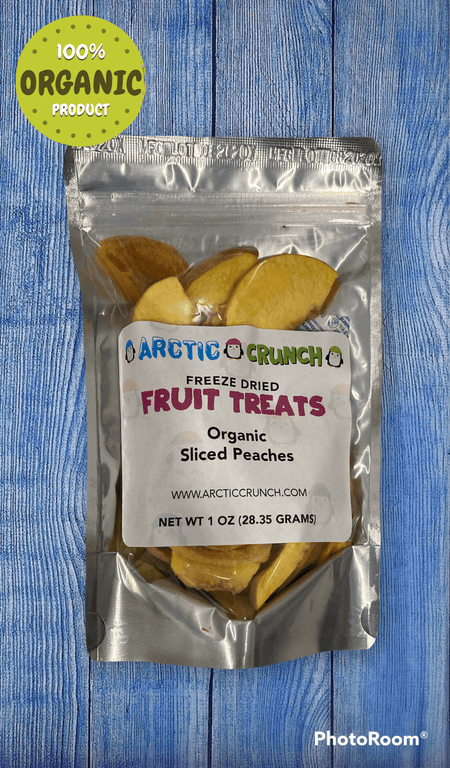 100%
ORGANIC
PRODUCT
ARCTIC CRUNCH
FREEZE DRIED
FRUIT TREATS
Organic
Sliced Peaches
WWW.ARCTICCRUNCH.COM
NET WT 1 OZ (28.35 GRAMS)
PhotoRoom®